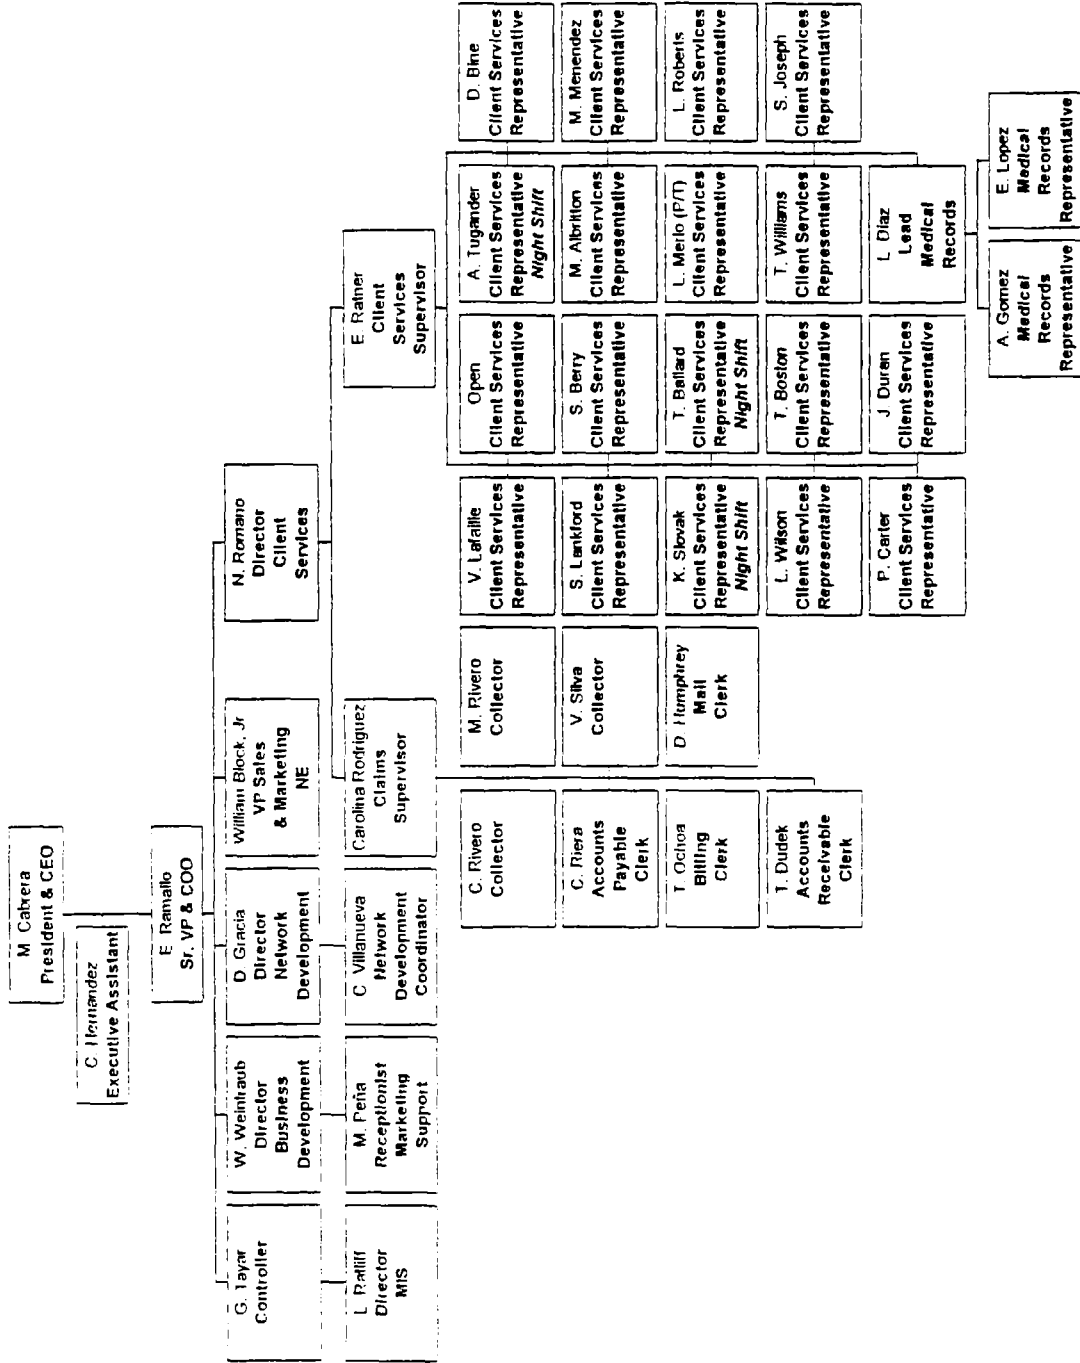 M. Cabrera
President & CEO
C. Hernandez
Executive Assistant
E. Ramallo
Sr. VP & COO
G. Tayar
Controller
W. Weintraub
Director
Business
Development
D. Gracia
Director
Network
Development
William Block, Jr
VP Sales
& Marketing
NE
N. Romano
Director
Client
Services
L. Ratliff
Director
MIS
M. Peña
Receptionist
Marketing
Support
C. Villanueva
Network
Development
Coordinator
Carolina Rodriguez
Claims
Supervisor
E. Ratner
Client
Services
Supervisor
C. Rivero
Collector
M. Rivero
Collector
C. Riera
Accounts
Payable
Clerk
V. Silva
Collector
T. Ochoa
Billing
Clerk
D. Humphrey
Mail
Clerk
T. Dudek
Accounts
Receivable
Clerk
V. Lafaille
Client Services
Representative
Open
Client Services
Representative
A. Tugander
Client Services
Representative
Night Shift
D. Bine
Client Services
Representative
S. Lankford
Client Services
Representative
S. Berry
Client Services
Representative
M. Albritton
Client Services
Representative
M. Menendez
Client Services
Representative
K. Slovak
Client Services
Representative
Night Shift
T. Ballard
Client Services
Representative
Night Shift
L. Merlo (P/T)
Client Services
Representative
L. Roberts
Client Services
Representative
L. Wilson
Client Services
Representative
T. Boston
Client Services
Representative
T. Williams
Client Services
Representative
S. Joseph
Client Services
Representative
P. Carter
Client Services
Representative
J. Duran
Client Services
Representative
L. Diaz
Lead
Medical
Records
A. Gomez
Medical
Records
Representative
E. Lopez
Medical
Records
Representative